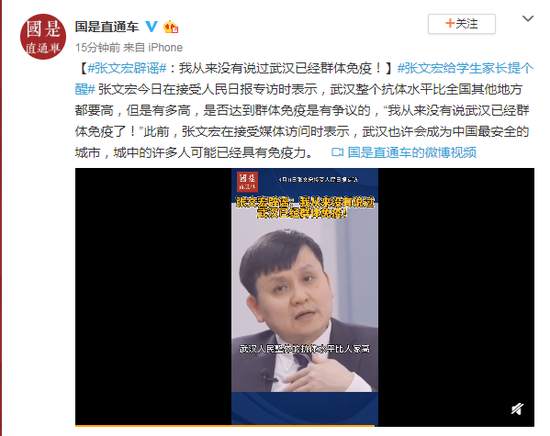 國是
直通車
国是直通车
+关注
15分钟前 来自 iPhone
【#张文宏辟谣#：我从来没有说过武汉已经群体免疫！】#张文宏给学生家长提个
醒# 张文宏今日在接受人民日报专访时表示，武汉整个抗体水平比全国其他地方
都要高，但是有多高，是否达到群体免疫是有争议的，“我从来没有说武汉已经群
体免疫了！”此前，张文宏在接受媒体访问时表示，武汉也许会成为中国最安全的
城市，城中的许多人可能已经具有免疫力。 国是直通车的微博视频
國是
直通車
张文宏辟谣：我从来没有说过
武汉已经群体免疫！
武汉人民整体的抗体水平比人家高